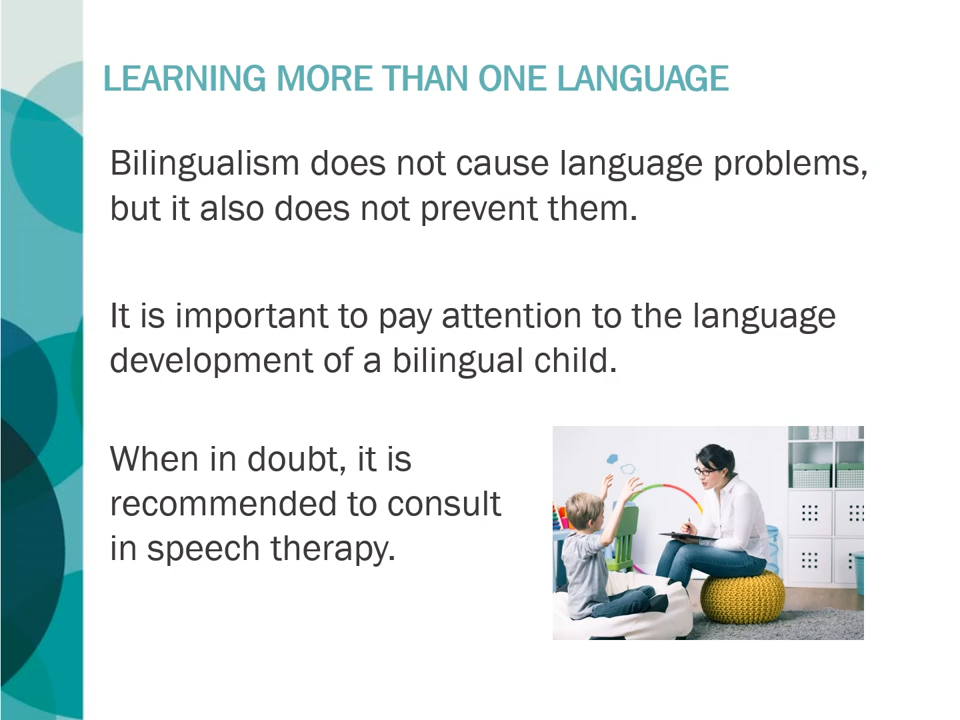 LEARNING MORE THAN ONE LANGUAGE
Bilingualism does not cause language problems,
but it also does not prevent them.
It is important to pay attention to the language
development of a bilingual child.
When in doubt, it is
recommended to consult
in speech therapy.